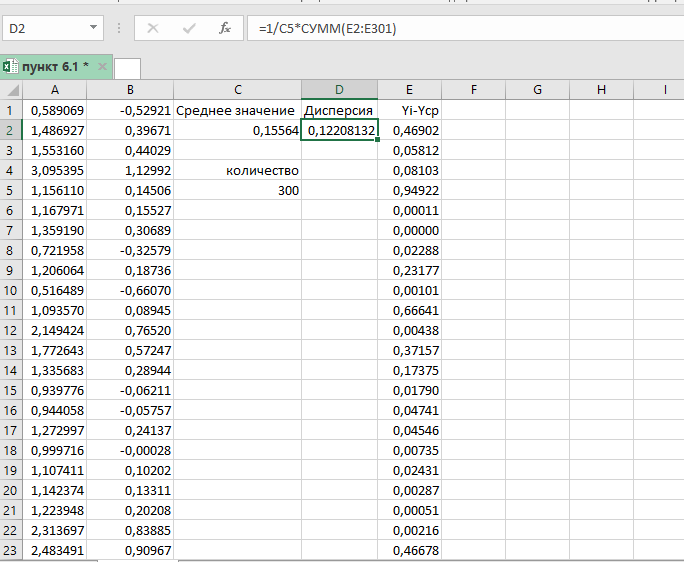 D2 fx =1/C5*СУММ(E2:E301)
пункт 6.1 *
A B C D E F G H I
1 0,589069 -0,52921 Среднее значение Дисперсия Yi-Yср
2 1,486927 0,39671 0,15564 0,12208132 0,46902
3 1,553160 0,44029 0,05812
4 3,095395 1,12992 количество 0,08103
5 1,156110 0,14506 300 0,94922
6 1,167971 0,15527 0,00011
7 1,359190 0,30689 0,00000
8 0,721958 -0,32579 0,02288
9 1,206064 0,18736 0,23177
10 0,516489 -0,66070 0,00101
11 1,093570 0,08945 0,66641
12 2,149424 0,76520 0,00438
13 1,772643 0,57247 0,37157
14 1,335683 0,28944 0,17375
15 0,939776 -0,06211 0,01790
16 0,944058 -0,05757 0,04741
17 1,272997 0,24137 0,04546
18 0,999716 -0,00028 0,00735
19 1,107411 0,10202 0,02431
20 1,142374 0,13311 0,00287
21 1,223948 0,20208 0,00051
22 2,313697 0,83885 0,00216
23 2,483491 0,90967 0,46678